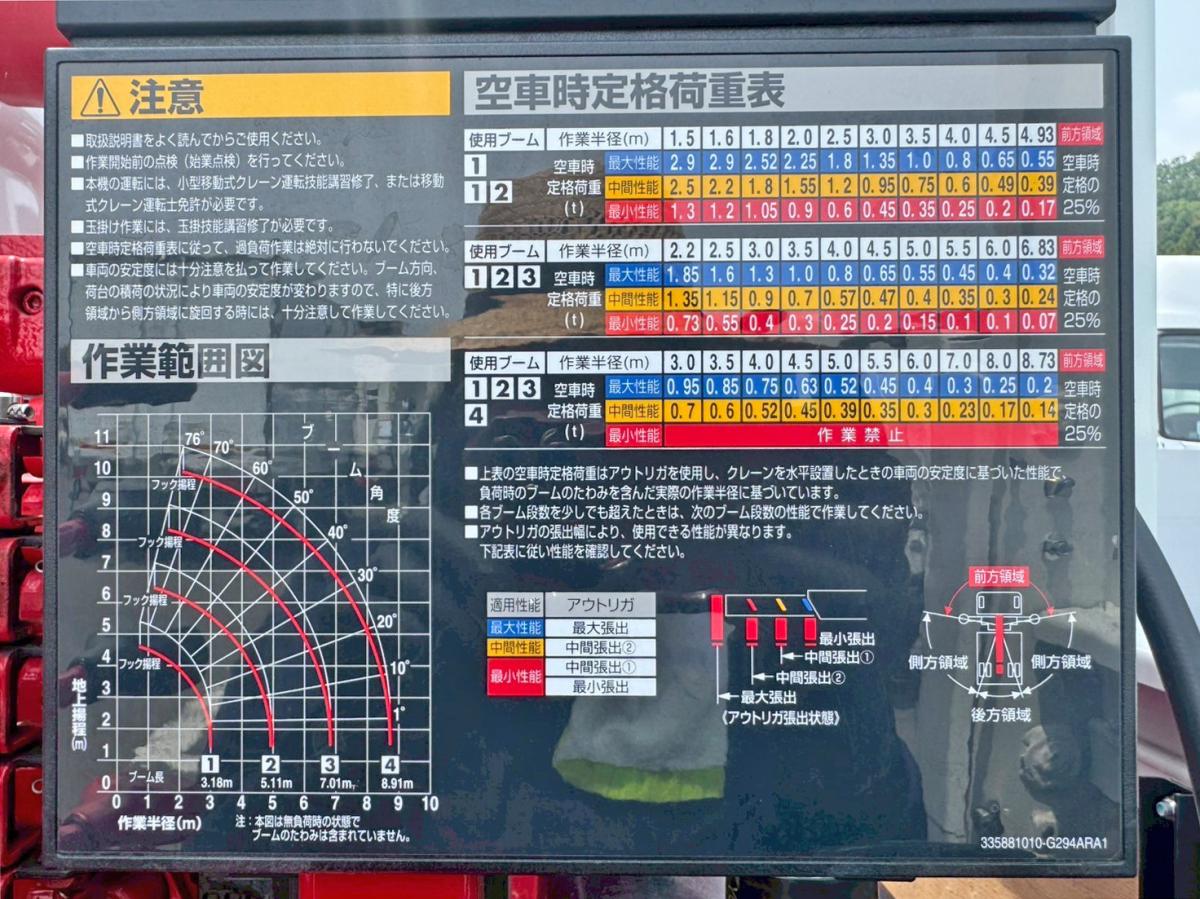 注意
■取扱説明書をよく読んでからご使用ください。
■作業開始前の点検（始業点検）を行ってください。
■本機の運転には、小型移動式クレーン運転技能講習修了、または移動
式クレーン運転士免許が必要です。
■玉掛け作業には、玉掛技能講習修了が必要です。
■空車時定格荷重表に従って、過負荷作業は絶対に行わないでください。
■車両の安定度には十分注意を払って作業してください。ブーム方向、
荷台の積荷の状況により車両の安定度が変わりますので、特に後方
領域から側方領域に旋回する時には、十分注意して作業してください。
作業範囲図
ブーム角度
76° 70° 60° 50° 40° 30° 20° 10° 1°
フック揚程
フック揚程
フック揚程
フック揚程
地上揚程(m)
11
10
9
8
7
6
5
4
3
2
1
0
1 2 3 4
ブーム長 3.18m 5.11m 7.01m 8.91m
0 1 2 3 4 5 6 7 8 9 10
作業半径(m)
注：本図は無負荷時の状態で
ブームのたわみは含まれていません。
空車時定格荷重表
使用ブーム 作業半径(m) 1.5 1.6 1.8 2.0 2.5 3.0 3.5 4.0 4.5 4.93 前方領域
1 空車時 最大性能 2.9 2.9 2.52 2.25 1.8 1.35 1.0 0.8 0.65 0.55 空車時
1 2 定格荷重 中間性能 2.5 2.2 1.8 1.55 1.2 0.95 0.75 0.6 0.49 0.39 定格の
(t) 最小性能 1.3 1.2 1.05 0.9 0.6 0.45 0.35 0.25 0.2 0.17 25%
使用ブーム 作業半径(m) 2.2 2.5 3.0 3.5 4.0 4.5 5.0 5.5 6.0 6.83 前方領域
1 2 3 空車時 最大性能 1.85 1.6 1.3 1.0 0.8 0.65 0.55 0.45 0.4 0.32 空車時
定格荷重 中間性能 1.35 1.15 0.9 0.7 0.57 0.47 0.4 0.35 0.3 0.24 定格の
(t) 最小性能 0.73 0.55 0.4 0.3 0.25 0.2 0.15 0.1 0.1 0.07 25%
使用ブーム 作業半径(m) 3.0 3.5 4.0 4.5 5.0 5.5 6.0 7.0 8.0 8.73 前方領域
1 2 3 空車時 最大性能 0.95 0.85 0.75 0.63 0.52 0.45 0.4 0.3 0.25 0.2 空車時
4 定格荷重 中間性能 0.7 0.6 0.52 0.45 0.39 0.35 0.3 0.23 0.17 0.14 定格の
(t) 最小性能 作業禁止 25%
■上表の空車時定格荷重はアウトリガを使用し、クレーンを水平設置したときの車両の安定度に基づいた性能で、
負荷時のブームのたわみを含んだ実際の作業半径に基づいています。
■各ブーム段数を少しでも超えたときは、次のブーム段数の性能で作業してください。
■アウトリガの張出幅により、使用できる性能が異なります。
下記表に従い性能を確認してください。
適用性能 アウトリガ
最大性能 最大張出
中間性能 中間張出②
最小性能 中間張出①
最小張出
最小張出
中間張出①
中間張出②
最大張出
《アウトリガ張出状態》
前方領域
側方領域 側方領域
後方領域
335881010-G294ARA1